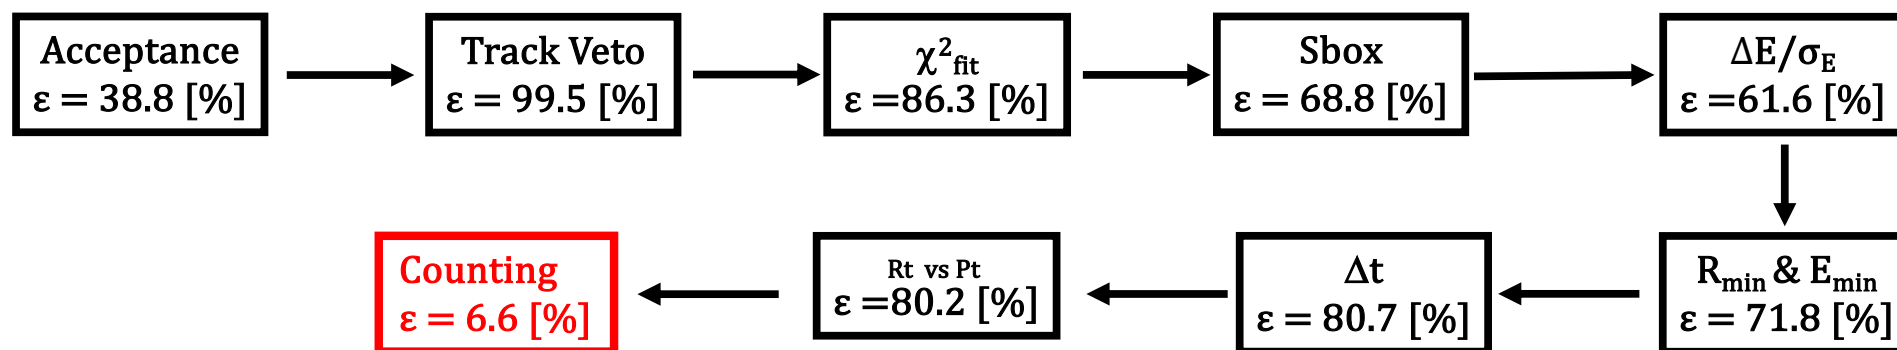 Acceptance
ε = 38.8 [%]
Track Veto
ε = 99.5 [%]
χ²fit
ε =86.3 [%]
Sbox
ε = 68.8 [%]
ΔE/σE
ε =61.6 [%]
Rmin & Emin
ε = 71.8 [%]
Δt
ε = 80.7 [%]
Rt vs Pt
ε =80.2 [%]
Counting
ε = 6.6 [%]